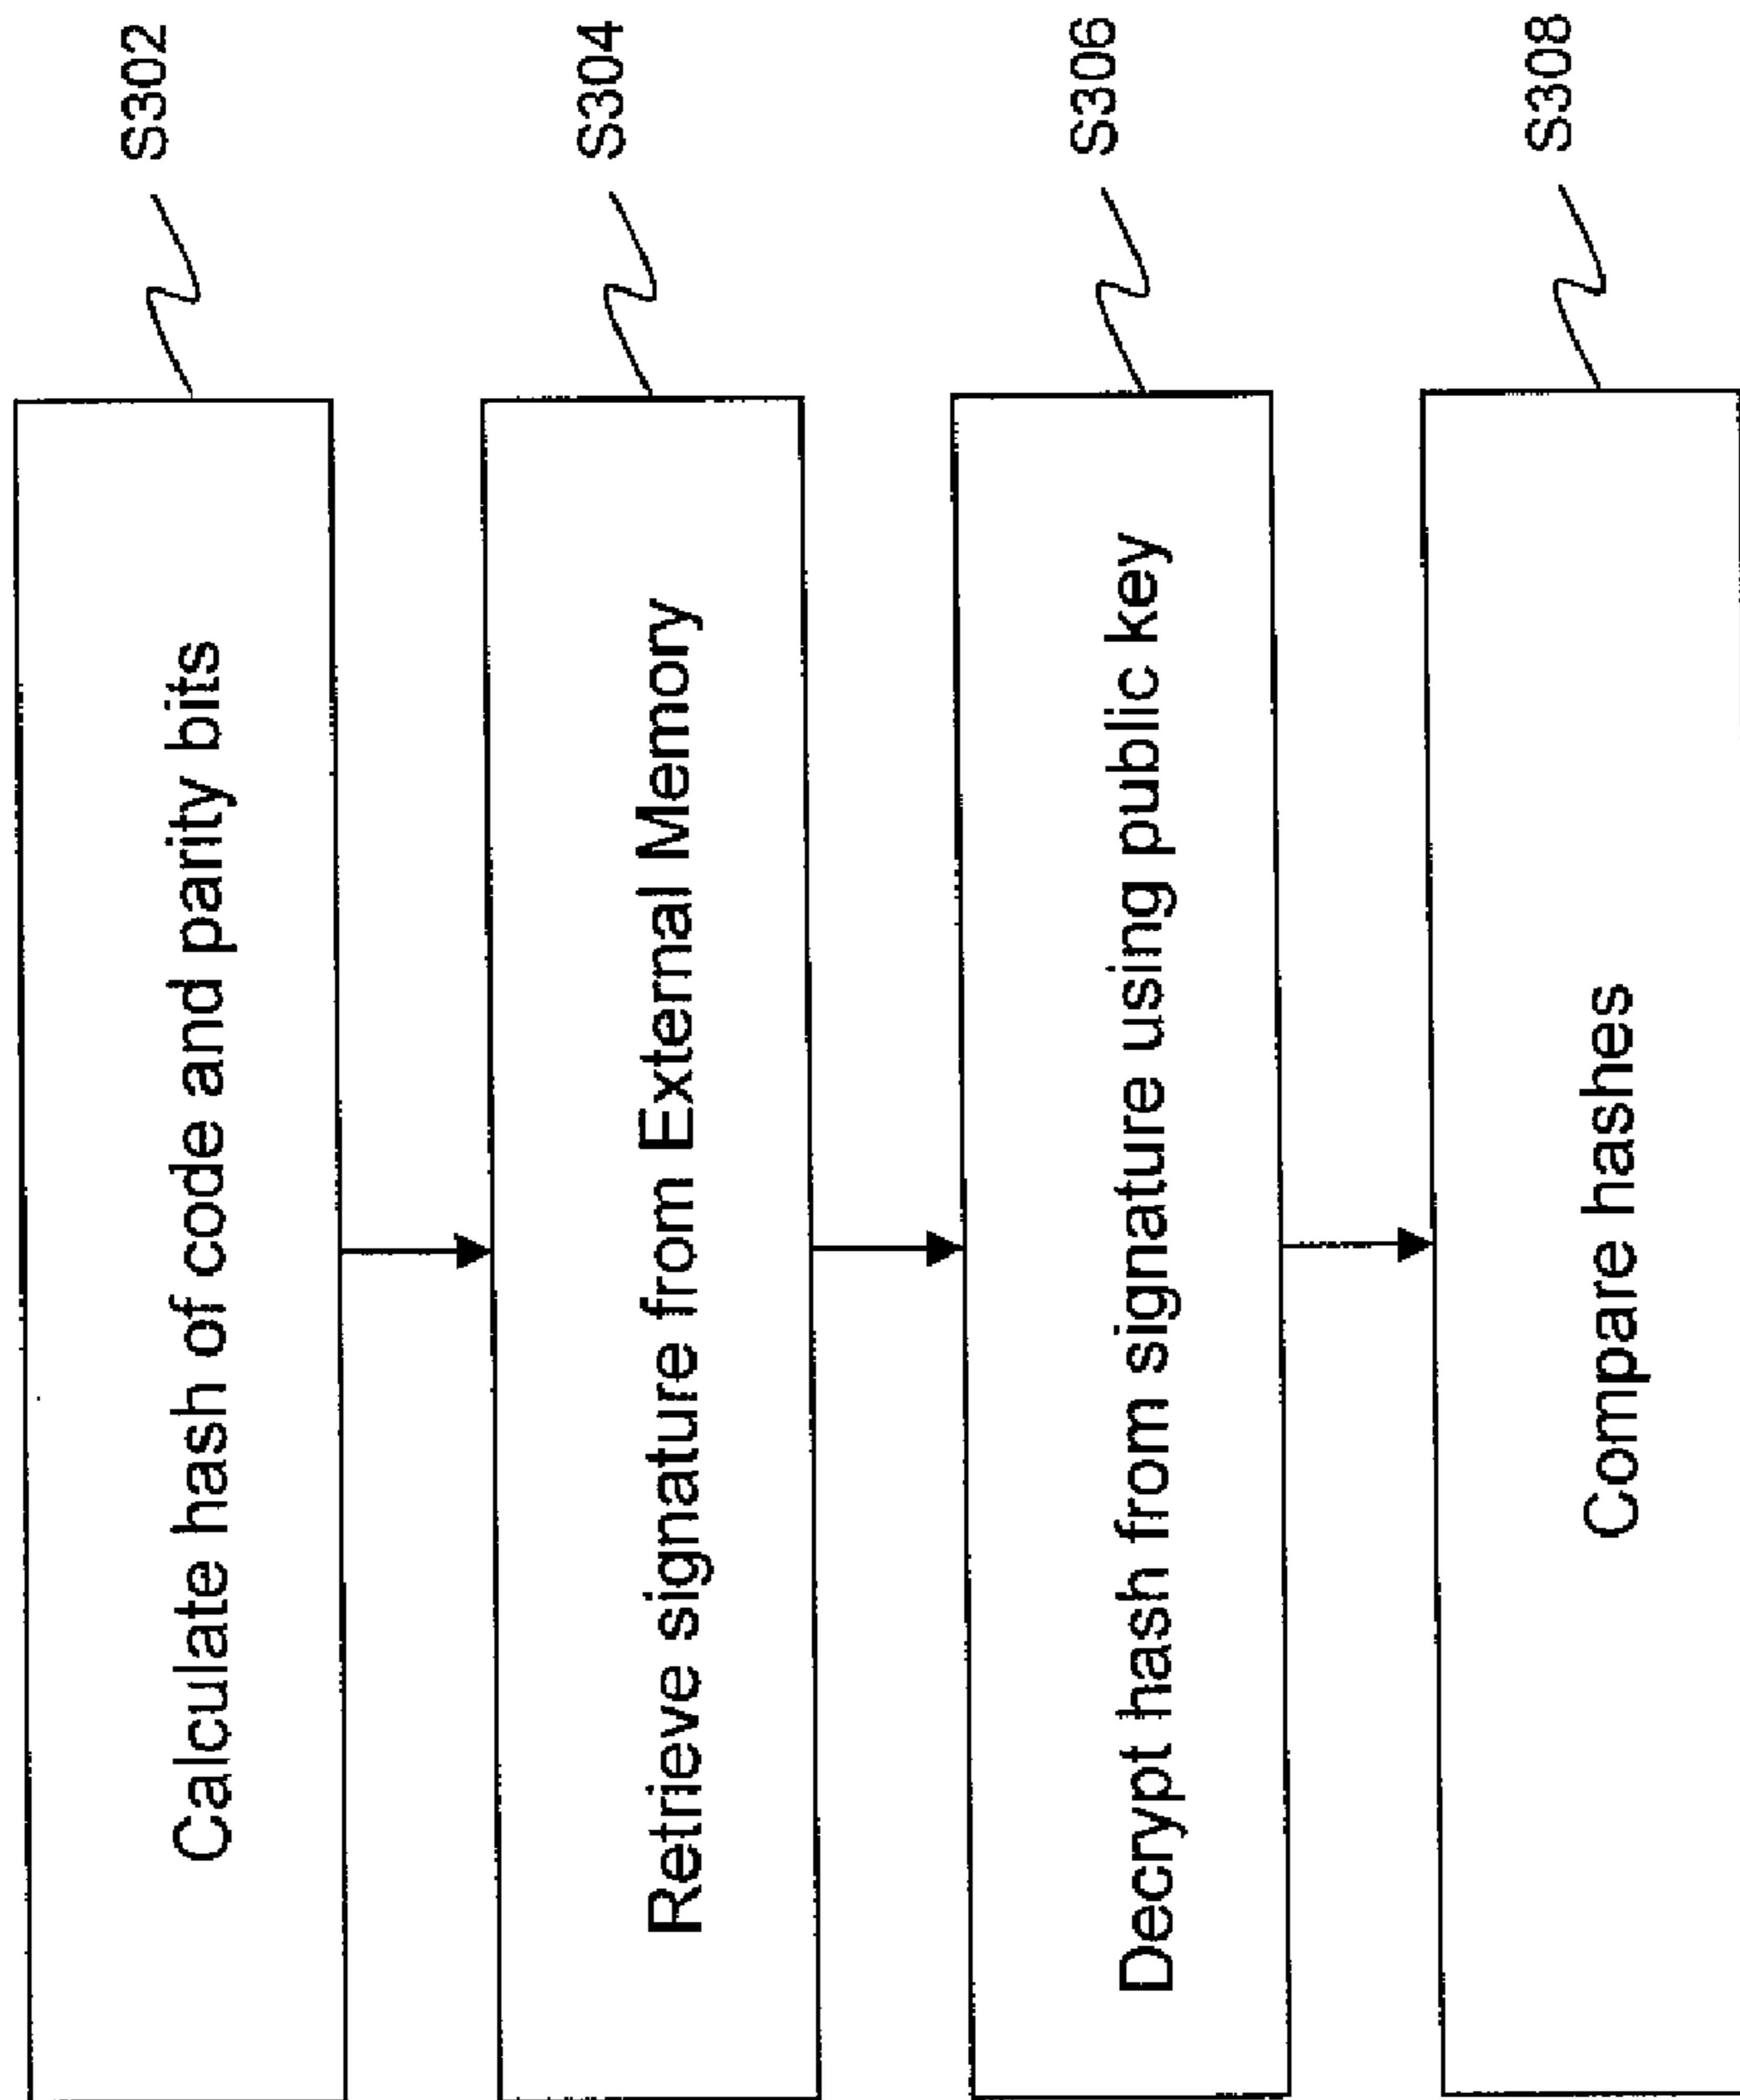 Calculate hash of code and parity bits
S302
Retrieve signature from External Memory
S304
Decrypt hash from signature using public key
S306
Compare hashes
S308